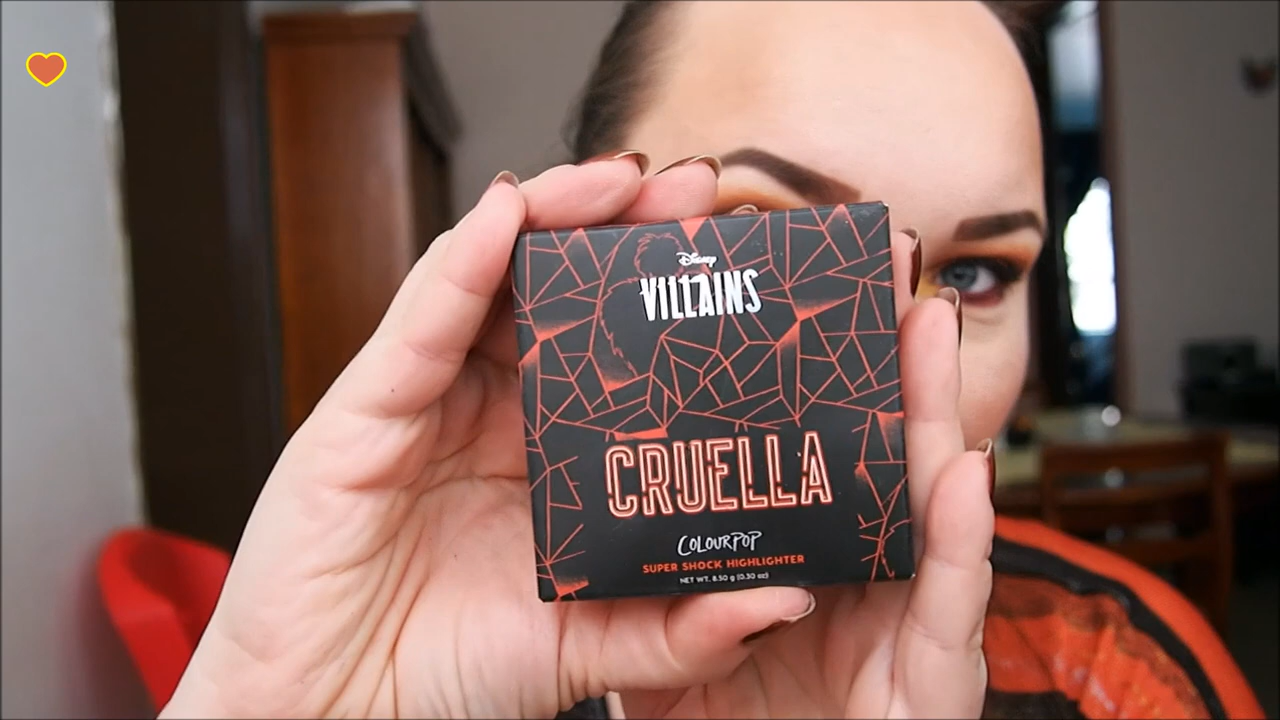 Disney
VILLAINS
CRUELLA
COLOURPOP
SUPER SHOCK HIGHLIGHTER
NET WT. 8.50 g (0.30 oz)